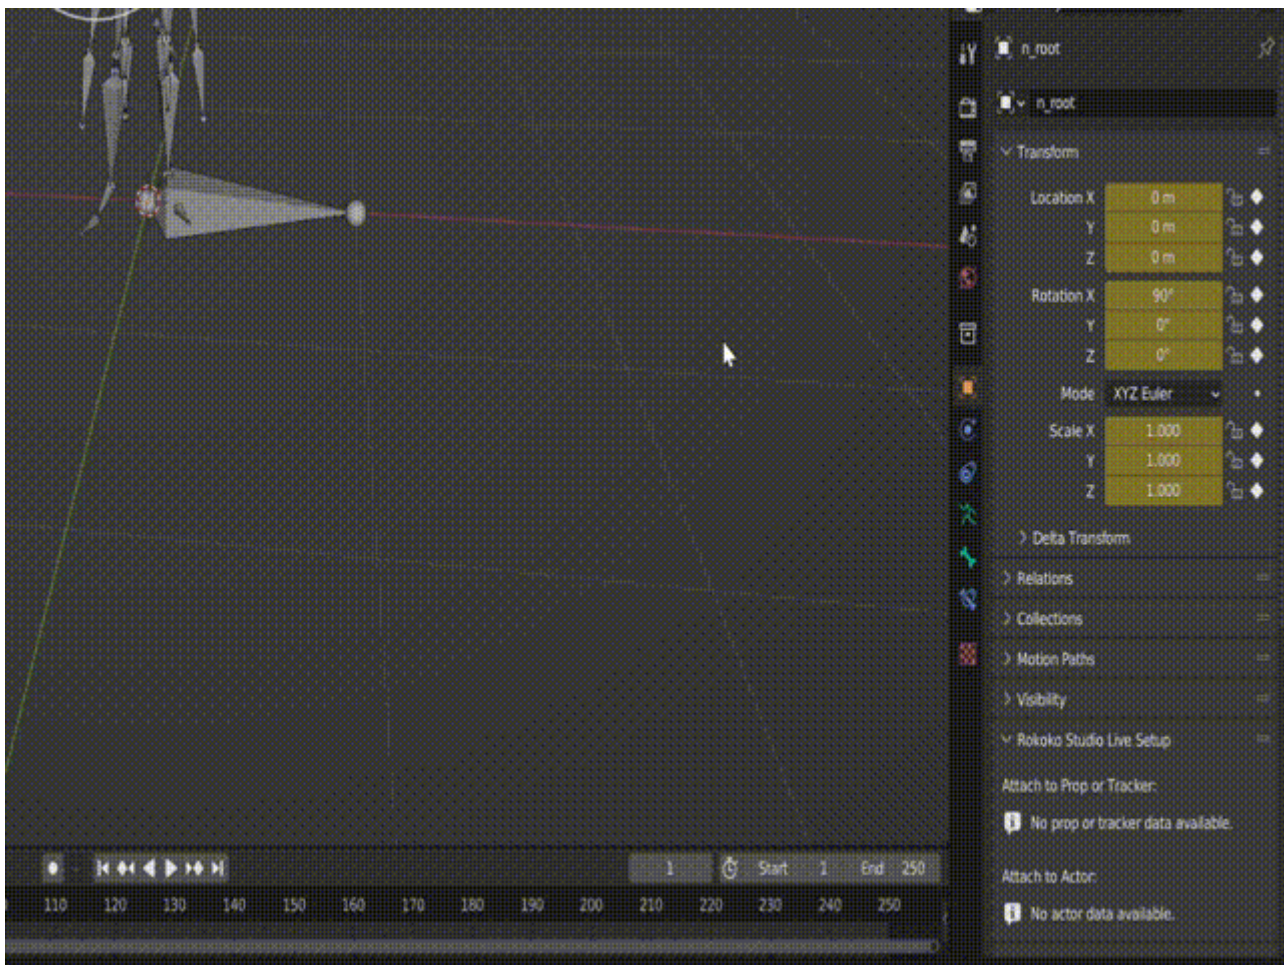 n_root
n_root
Transform
Location X 0 m
Y 0 m
Z 0 m
Rotation X 90°
Y 0°
Z 0°
Mode XYZ Euler
Scale X 1.000
Y 1.000
Z 1.000
Delta Transform
Relations
Collections
Motion Paths
Visibility
Rokoko Studio Live Setup
Attach to Prop or Tracker:
No prop or tracker data available.
Attach to Actor:
No actor data available.
1 Start 1 End 250
110 120 130 140 150 160 170 180 190 200 210 220 230 240 250